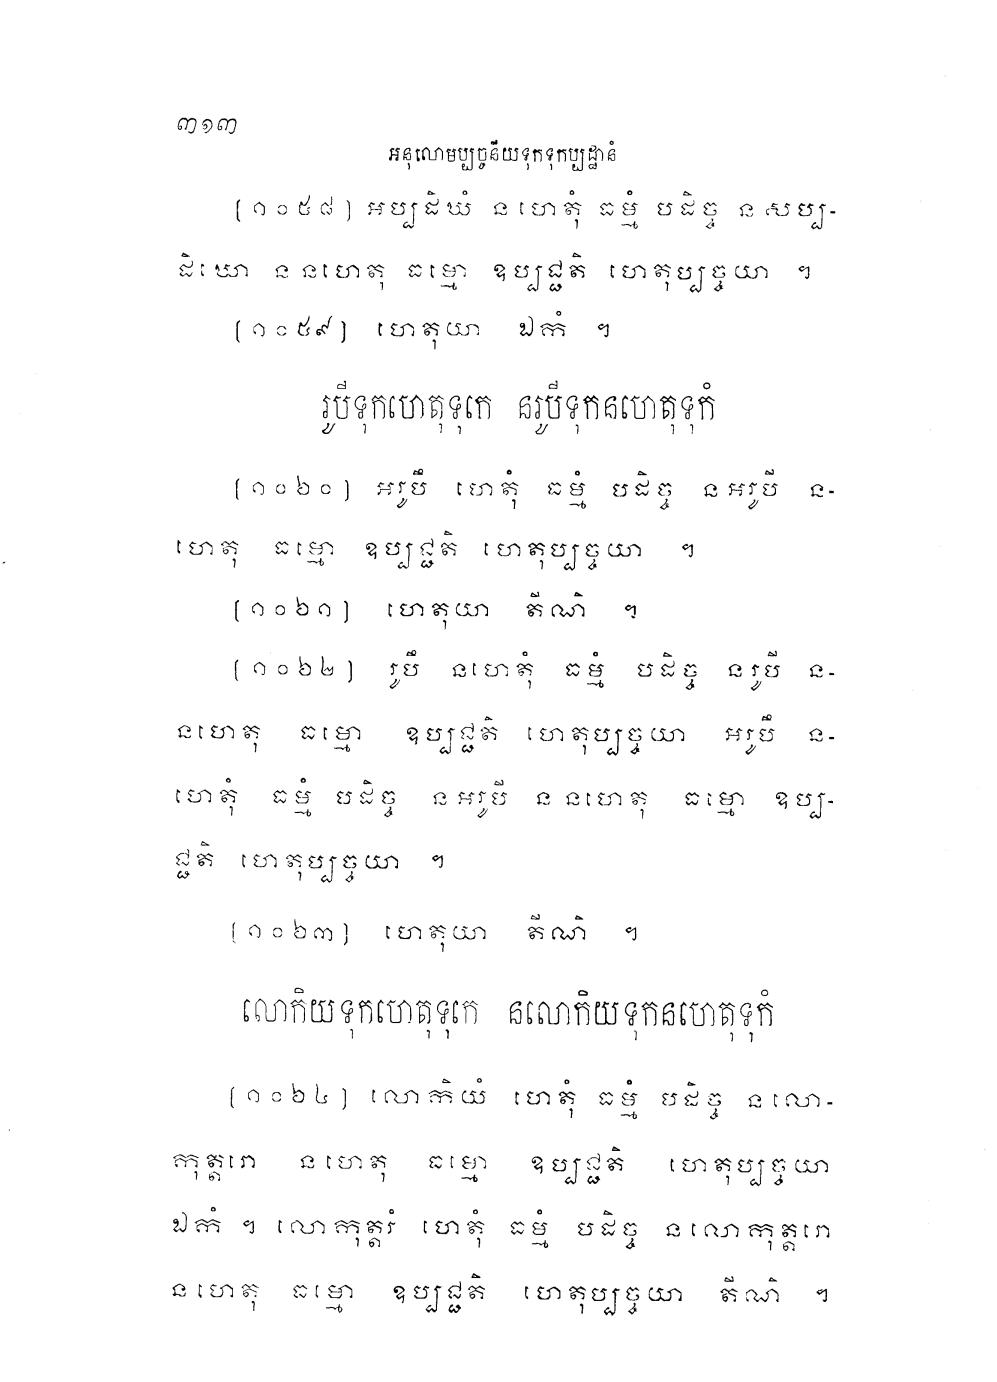 ៣១៣
អនុលោមប្បច្ចនីយទុកទុកប្បដ្ឋានំ
(១០៥៨) អប្បដិឃំ នហេតុំ ធម្មំ បដិច្ច នសប្ប-
ដិឃោ ននហេតុ ធម្មោ ឧប្បជ្ជតិ ហេតុប្បច្ចយា ។
(១០៥៩) ហេតុយា ឯកំ ។
រូបីទុកហេតុទុកេ នរូបីទុកនហេតុទុកំ
(១០៦០) អរូបឹ ហេតុំ ធម្មំ បដិច្ច នអរូបី ន-
ហេតុ ធម្មោ ឧប្បជ្ជតិ ហេតុប្បច្ចយា ។
(១០៦១) ហេតុយា តីណិ ។
(១០៦២) រូបឹ នហេតុំ ធម្មំ បដិច្ច នរូបី ន-
នហេតុ ធម្មោ ឧប្បជ្ជតិ ហេតុប្បច្ចយា អរូបឹ ន-
ហេតុំ ធម្មំ បដិច្ច នអរូបី ននហេតុ ធម្មោ ឧប្ប-
ជ្ជតិ ហេតុប្បច្ចយា ។
(១០៦៣) ហេតុយា តីណិ ។
លោកិយទុកហេតុទុកេ នលោកិយទុកនហេតុទុកំ
(១០៦៤) លោកិយំ ហេតុំ ធម្មំ បដិច្ច នលោ-
កុត្តរោ នហេតុ ធម្មោ ឧប្បជ្ជតិ ហេតុប្បច្ចយា
ឯកំ ។ លោកុត្តរំ ហេតុំ ធម្មំ បដិច្ច នលោកុត្តរោ
នហេតុ ធម្មោ ឧប្បជ្ជតិ ហេតុប្បច្ចយា តីណិ ។